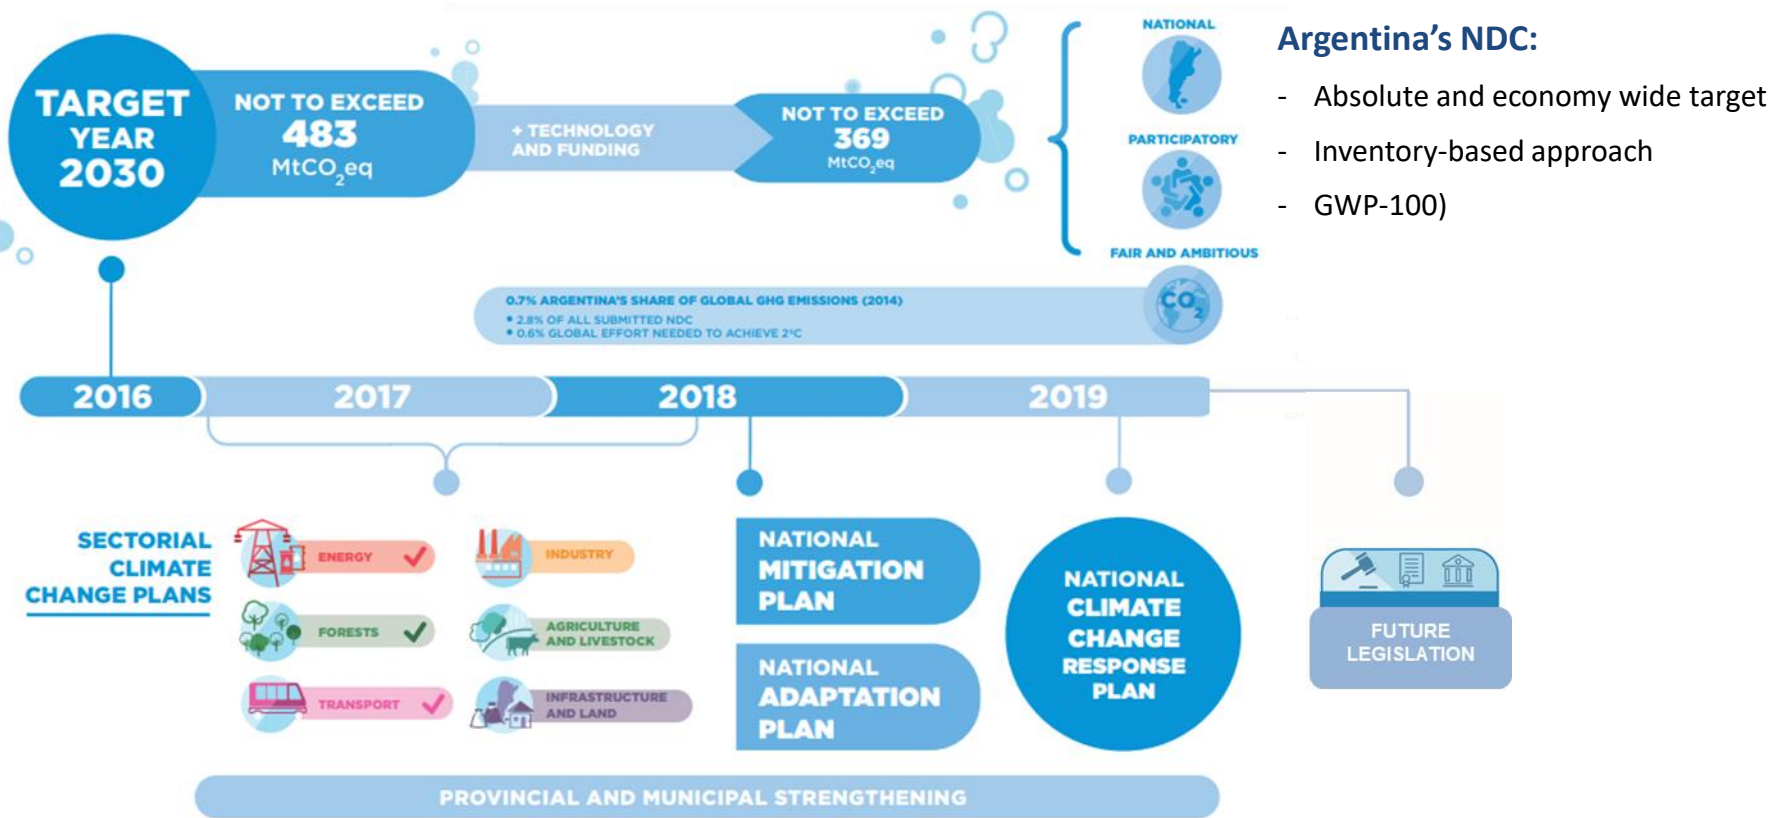 TARGET
YEAR
2030
NOT TO EXCEED
483
MtCO2eq
+ TECHNOLOGY
AND FUNDING
NOT TO EXCEED
369
MtCO2eq
NATIONAL
PARTICIPATORY
FAIR AND AMBITIOUS
CO2
Argentina’s NDC:
- Absolute and economy wide target
- Inventory-based approach
- GWP-100)
0.7% ARGENTINA'S SHARE OF GLOBAL GHG EMISSIONS (2014)
• 2.8% OF ALL SUBMITTED NDC
• 0.6% GLOBAL EFFORT NEEDED TO ACHIEVE 2ºC
2016
2017
2018
2019
SECTORIAL
CLIMATE
CHANGE PLANS
ENERGY
FORESTS
TRANSPORT
INDUSTRY
AGRICULTURE
AND LIVESTOCK
INFRASTRUCTURE
AND LAND
NATIONAL
MITIGATION
PLAN
NATIONAL
ADAPTATION
PLAN
NATIONAL
CLIMATE
CHANGE
RESPONSE
PLAN
FUTURE
LEGISLATION
PROVINCIAL AND MUNICIPAL STRENGTHENING